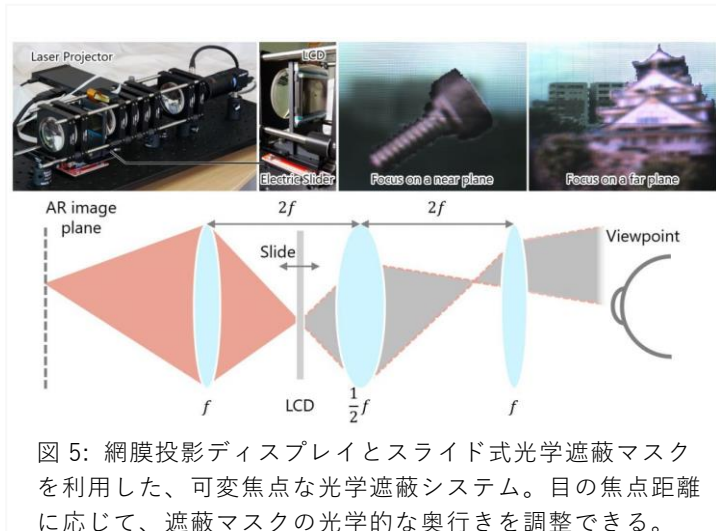 Laser Projector
LCD
Electric Slider
Focus on a near plane
Focus on a far plane
AR image
plane
2f
2f
Slide
Viewpoint
f
LCD
1/2 f
f
図 5: 網膜投影ディスプレイとスライド式光学遮蔽マスク
を利用した、可変焦点な光学遮蔽システム。目の焦点距離
に応じて、遮蔽マスクの光学的な奥行きを調整できる。